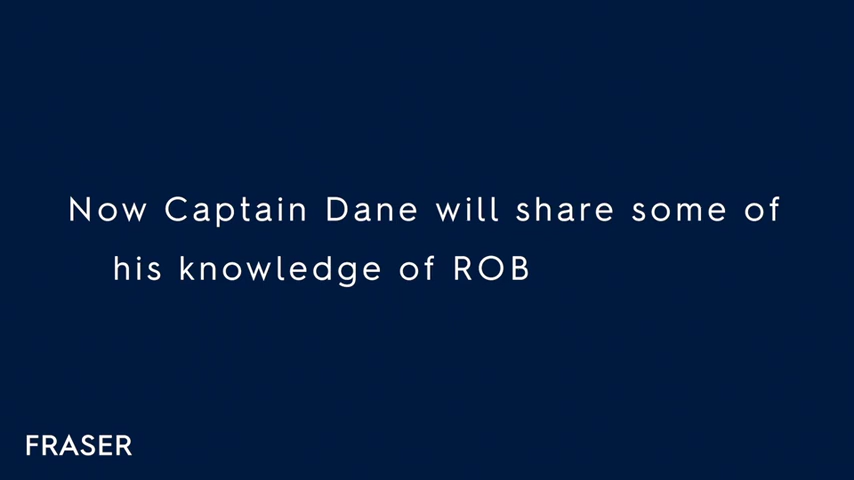 Now Captain Dane will share some of
his knowledge of ROB
FRASER